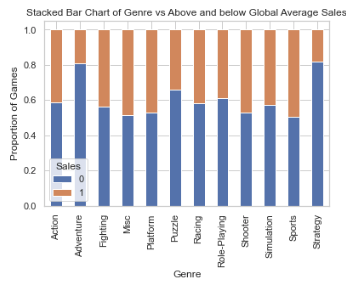 Stacked Bar Chart of Genre vs Above and below Global Average Sales
1.0
0.8
0.6
0.4
0.2
0.0
Proportion of Games
Sales
0
1
Action
Adventure
Fighting
Misc
Platform
Puzzle
Racing
Role-Playing
Shooter
Simulation
Sports
Strategy
Genre